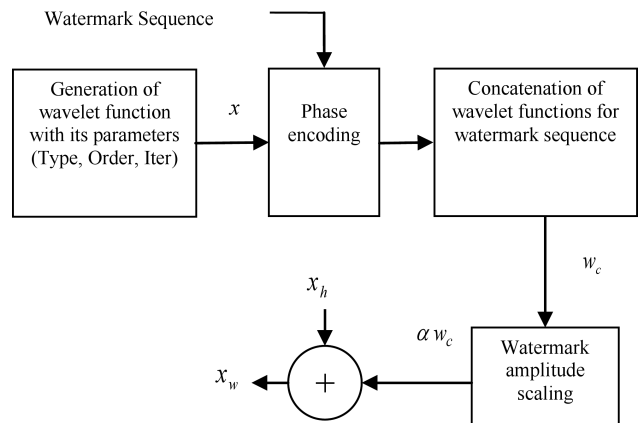 Watermark Sequence
Generation of
wavelet function
with its parameters
(Type, Order, Iter)
x
Phase
encoding
Concatenation of
wavelet functions for
watermark sequence
w_c
x_h
α w_c
Watermark
amplitude
scaling
+
x_w